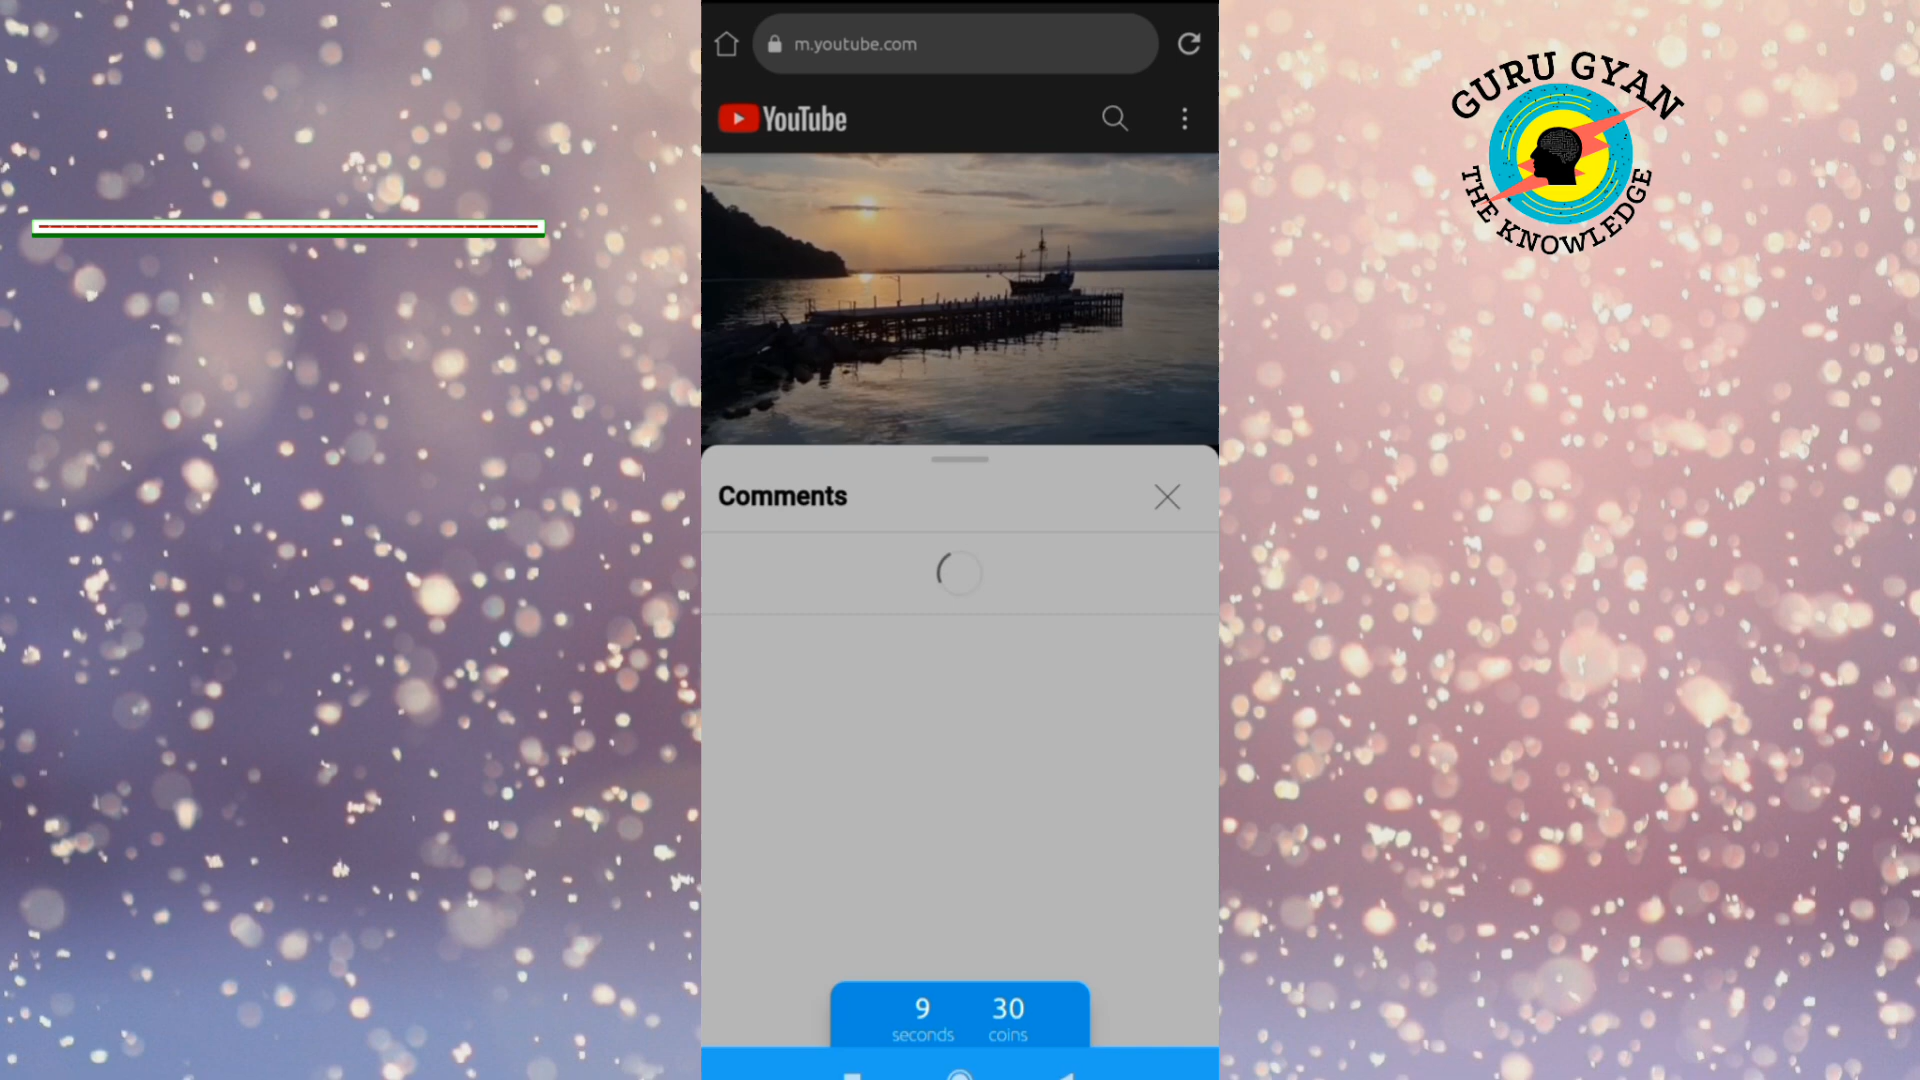 m.youtube.com
YouTube
GURU GYAN
THE KNOWLEDGE
Comments
9 30
seconds coins